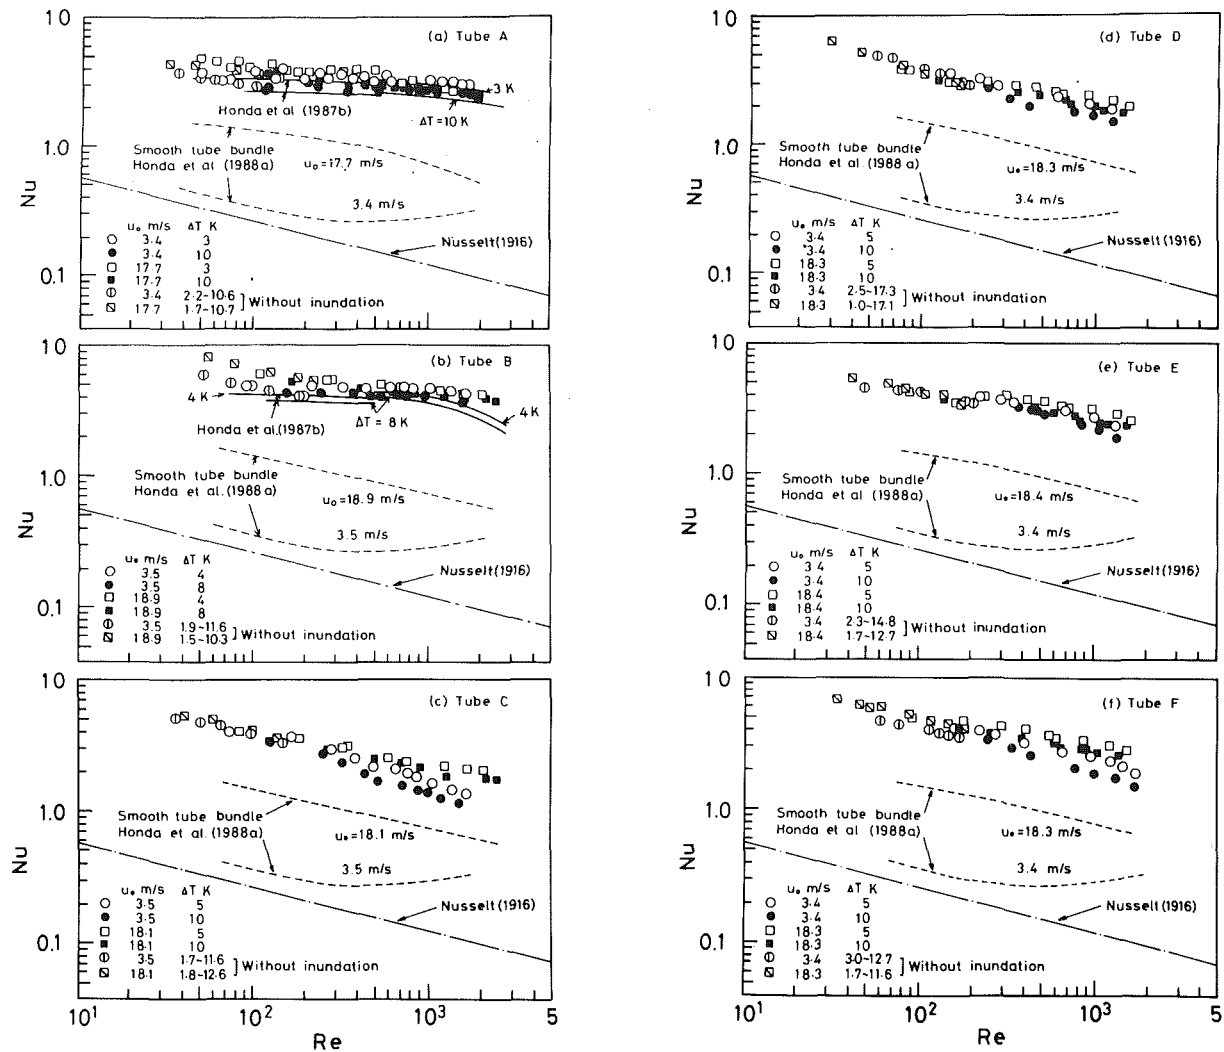 (a) Tube A
10
1.0
0.1
Nu
3 K
Honda et al. (1987b)
ΔT=10K
Smooth tube bundle
Honda et al. (1988a)
u₀=17.7 m/s
3.4 m/s
Nusselt(1916)
u₀ m/s ΔT K
3.4 3
3.4 10
17.7 3
17.7 10
3.4 2.2~10.6
17.7 1.7~10.7
Without inundation
(b) Tube B
10
1.0
0.1
Nu
4 K
4 K
Honda et al.(1987b)
ΔT = 8K
Smooth tube bundle
Honda et al. (1988a)
u₀=18.9 m/s
3.5 m/s
Nusselt(1916)
u₀ m/s ΔT K
3.5 4
3.5 8
18.9 4
18.9 8
3.5 1.9~11.6
18.9 1.5~10.3
Without inundation
(c) Tube C
10
1.0
0.1
Nu
Smooth tube bundle
Honda et al. (1988a)
u₀=18.1 m/s
3.5 m/s
Nusselt(1916)
u₀ m/s ΔT K
3.5 5
3.5 10
18.1 5
18.1 10
3.5 1.7~11.6
18.1 1.8~12.6
Without inundation
10¹ 10² 10³ 5
Re
(d) Tube D
10
1.0
0.1
Nu
Smooth tube bundle
Honda et al. (1988a)
u₀=18.3 m/s
3.4 m/s
Nusselt(1916)
u₀ m/s ΔT K
3.4 5
3.4 10
18.3 5
18.3 10
3.4 2.5~17.3
18.3 1.0~17.1
Without inundation
(e) Tube E
10
1.0
0.1
Nu
Smooth tube bundle
Honda et al. (1988a)
u₀=18.4 m/s
3.4 m/s
Nusselt(1916)
u₀ m/s ΔT K
3.4 5
3.4 10
18.4 5
18.4 10
3.4 2.3~14.8
18.4 1.7~12.7
Without inundation
(f) Tube F
10
1.0
0.1
Nu
Smooth tube bundle
Honda et al. (1988a)
u₀=18.3 m/s
3.4 m/s
Nusselt(1916)
u₀ m/s ΔT K
3.4 5
3.4 10
18.3 5
18.3 10
3.4 3.0~12.7
18.3 1.7~11.6
Without inundation
10¹ 10² 10³ 5
Re